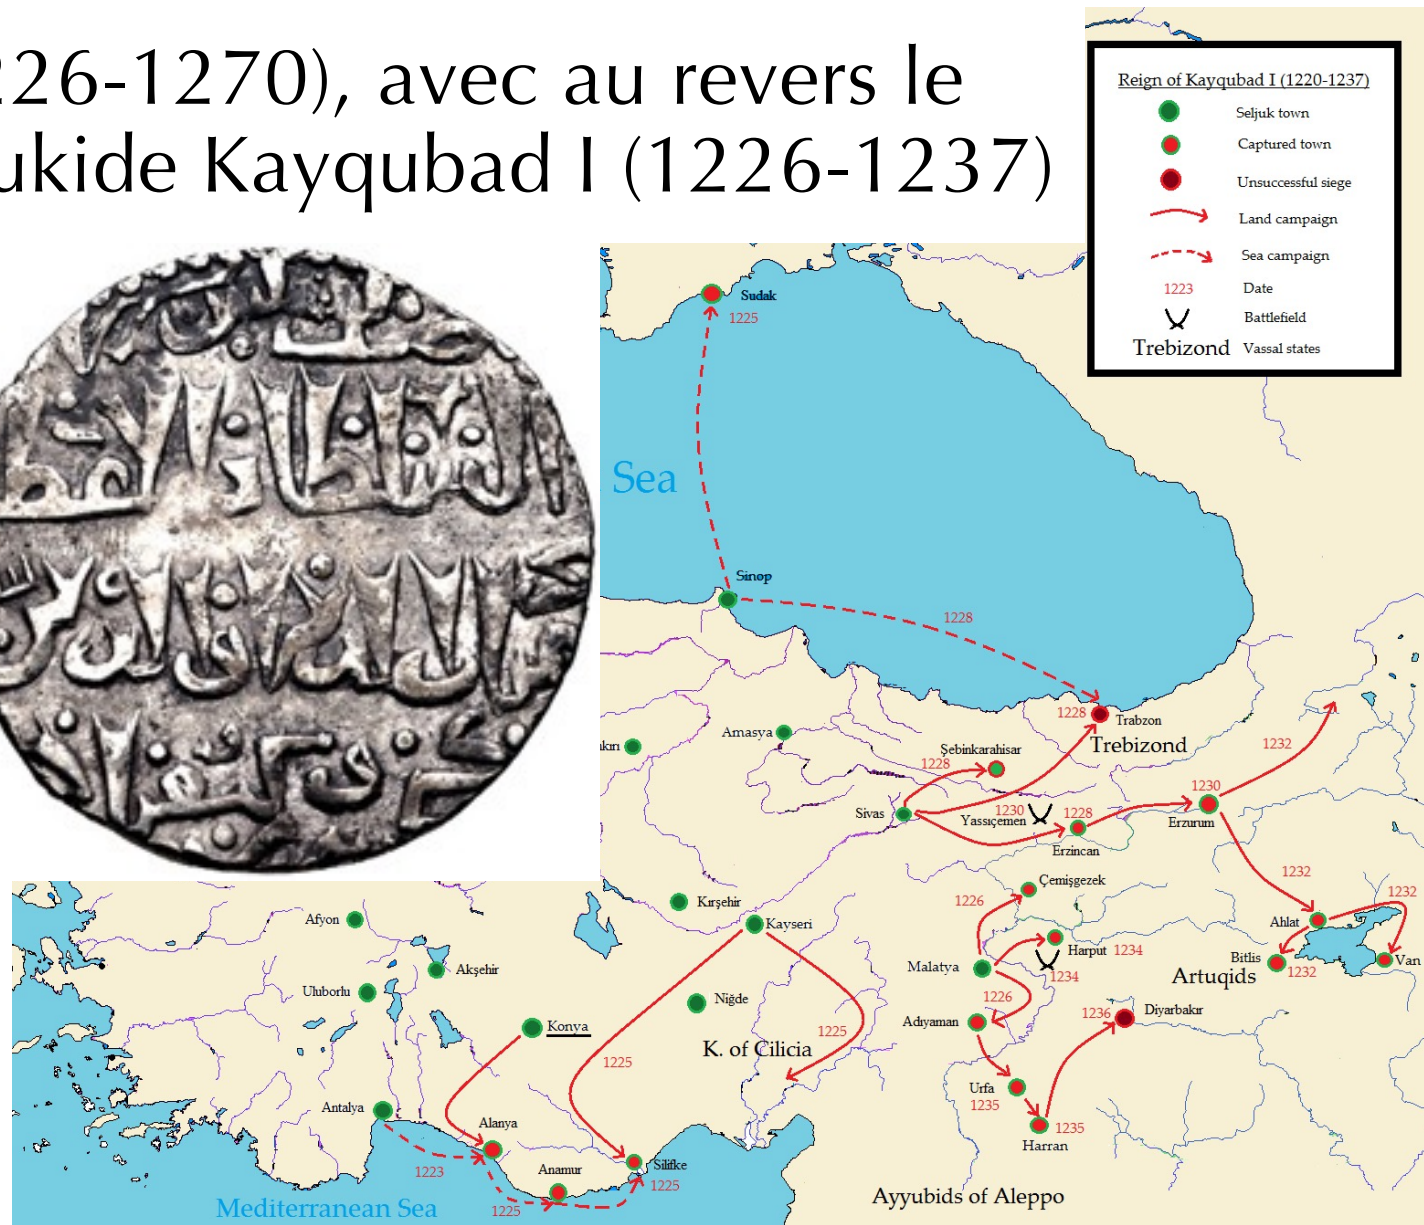 226-1270), avec au revers le
ukide Kayqubad I (1226-1237)
Reign of Kayqubad I (1220-1237)
Seljuk town
Captured town
Unsuccessful siege
Land campaign
Sea campaign
1223 Date
Battlefield
Trebizond Vassal states
Sudak
1225
Sea
Sinop
1228
1228 Trabzon
Trebizond
Amasya
nkırı
Şebinkarahisar
1228
1232
Sivas
1230
Yassıçemen
1228
Erzincan
1230
Erzurum
Çemişgezek
1226
1232
1232
Kırşehir
Kayseri
Afyon
Ahlat
Harput 1234
1234
Bitlis
1232
Van
Artuqids
Malatya
Akşehir
Uluborlu
Niğde
1226
Adıyaman
1236
Diyarbakır
Konya
1225
K. of Cilicia
1225
Urfa
1235
Antalya
Alanya
1235
Harran
1223
Anamur
Silifke
1225
1225
Ayyubids of Aleppo
Mediterranean Sea